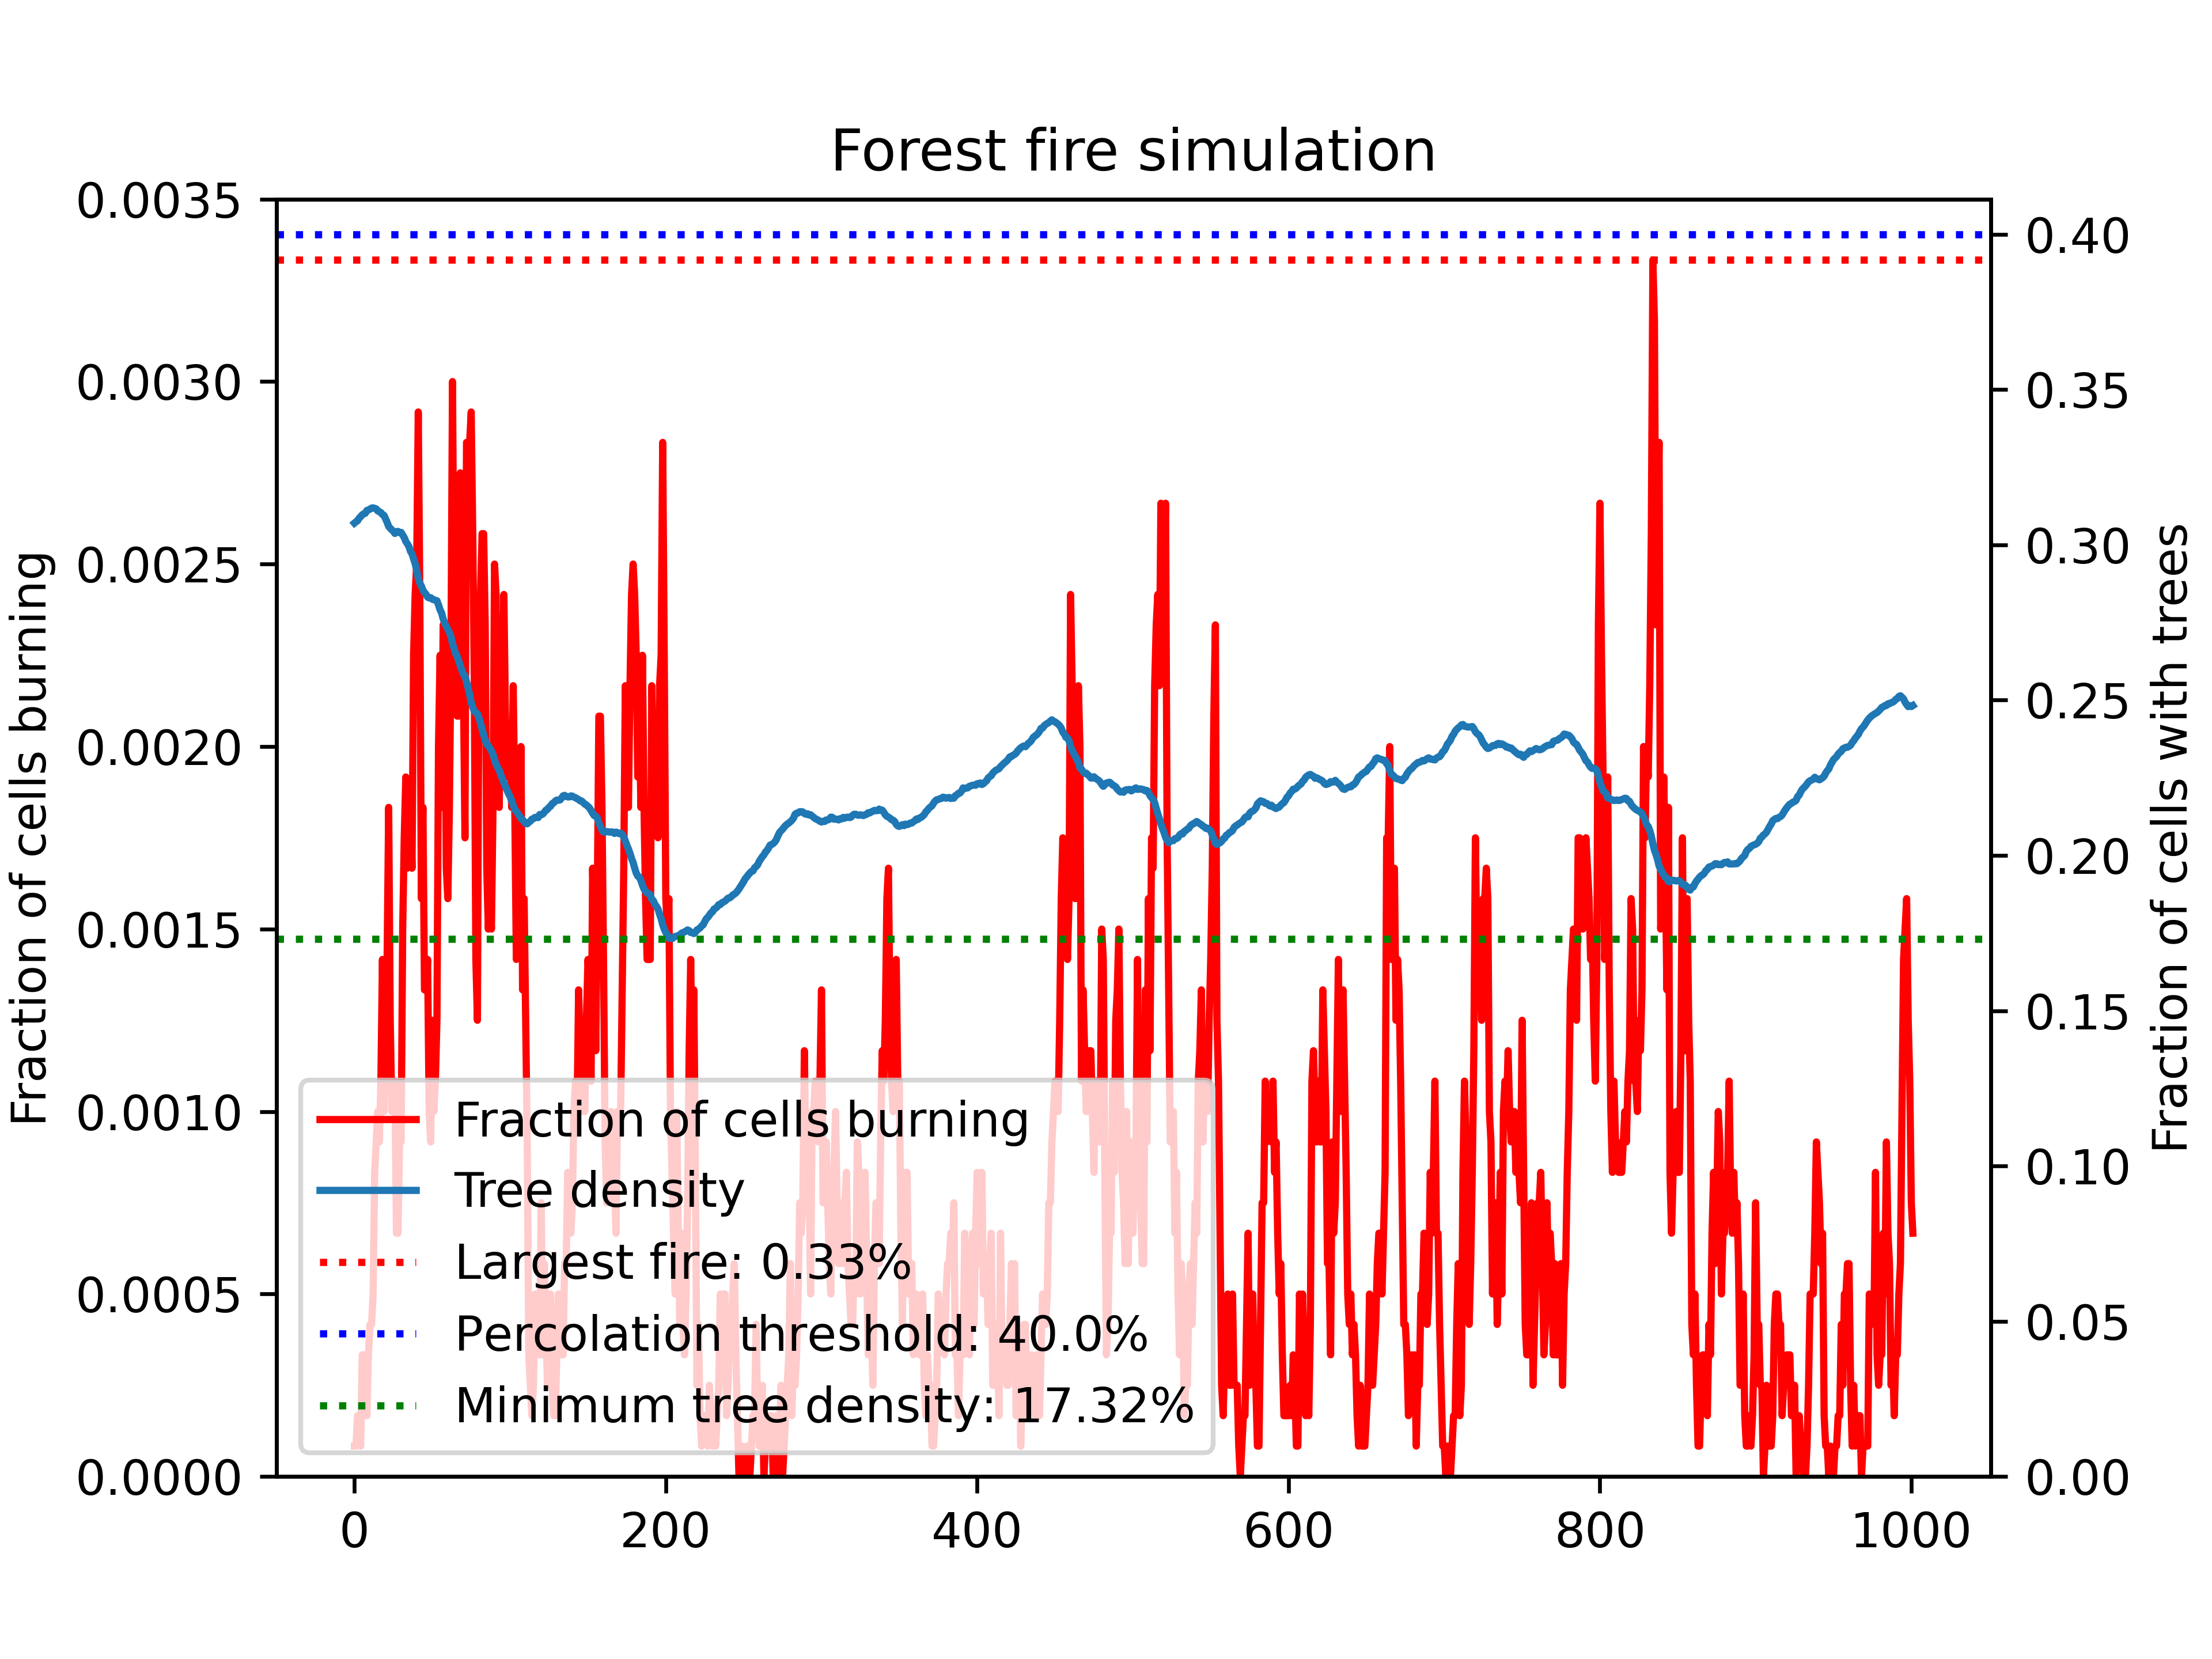 Forest fire simulation
0.0035
0.0030
0.0025
0.0020
0.0015
0.0010
0.0005
0.0000
Fraction of cells burning
0.40
0.35
0.30
0.25
0.20
0.15
0.10
0.05
0.00
Fraction of cells with trees
Fraction of cells burning
Tree density
Largest fire: 0.33%
Percolation threshold: 40.0%
Minimum tree density: 17.32%
0 200 400 600 800 1000